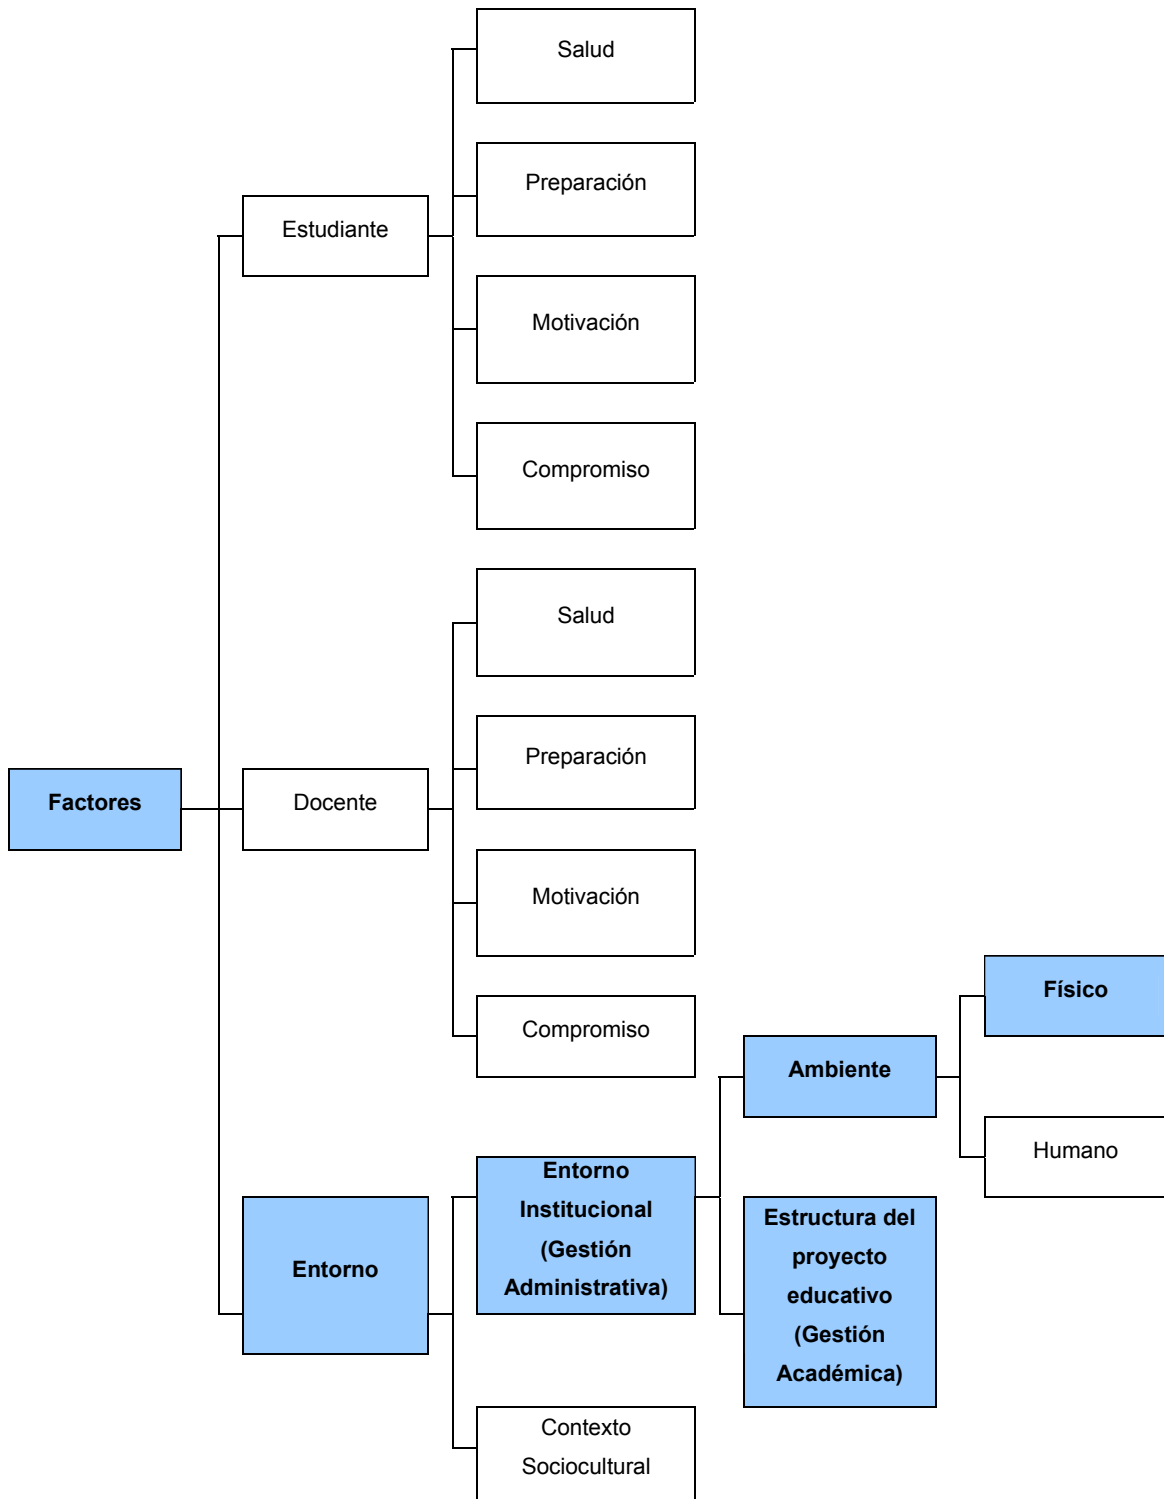 Salud
Preparación
Estudiante
Motivación
Compromiso
Salud
Preparación
Factores
Docente
Motivación
Compromiso
Físico
Ambiente
Humano
Entorno
Institucional
(Gestión
Administrativa)
Estructura del
proyecto
educativo
(Gestión
Académica)
Entorno
Contexto
Sociocultural